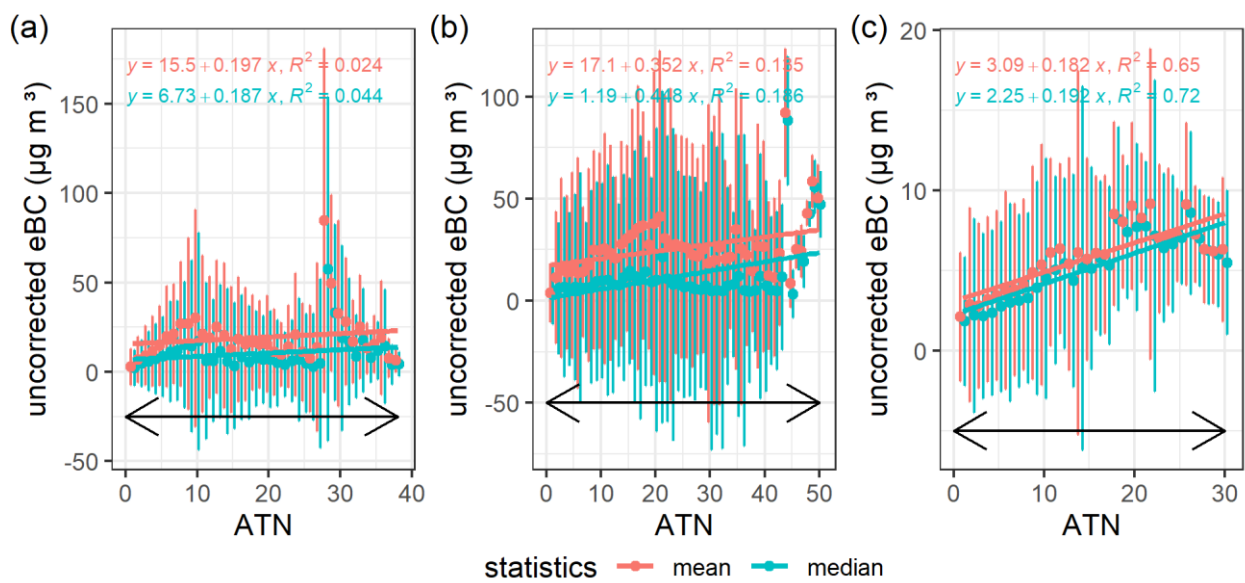 (a)
y = 15.5 + 0.197 x, R² = 0.024
y = 6.73 + 0.187 x, R² = 0.044
uncorrected eBC (µg m ³)
150
100
50
0
-50
0 10 20 30 40
ATN
(b)
y = 17.1 + 0.352 x, R² = 0.135
y = 1.19 + 0.448 x, R² = 0.186
uncorrected eBC (µg m ³)
100
50
0
-50
0 10 20 30 40 50
ATN
(c)
y = 3.09 + 0.182 x, R² = 0.65
y = 2.25 + 0.192 x, R² = 0.72
uncorrected eBC (µg m ³)
20
10
0
0 10 20 30
ATN
statistics mean median